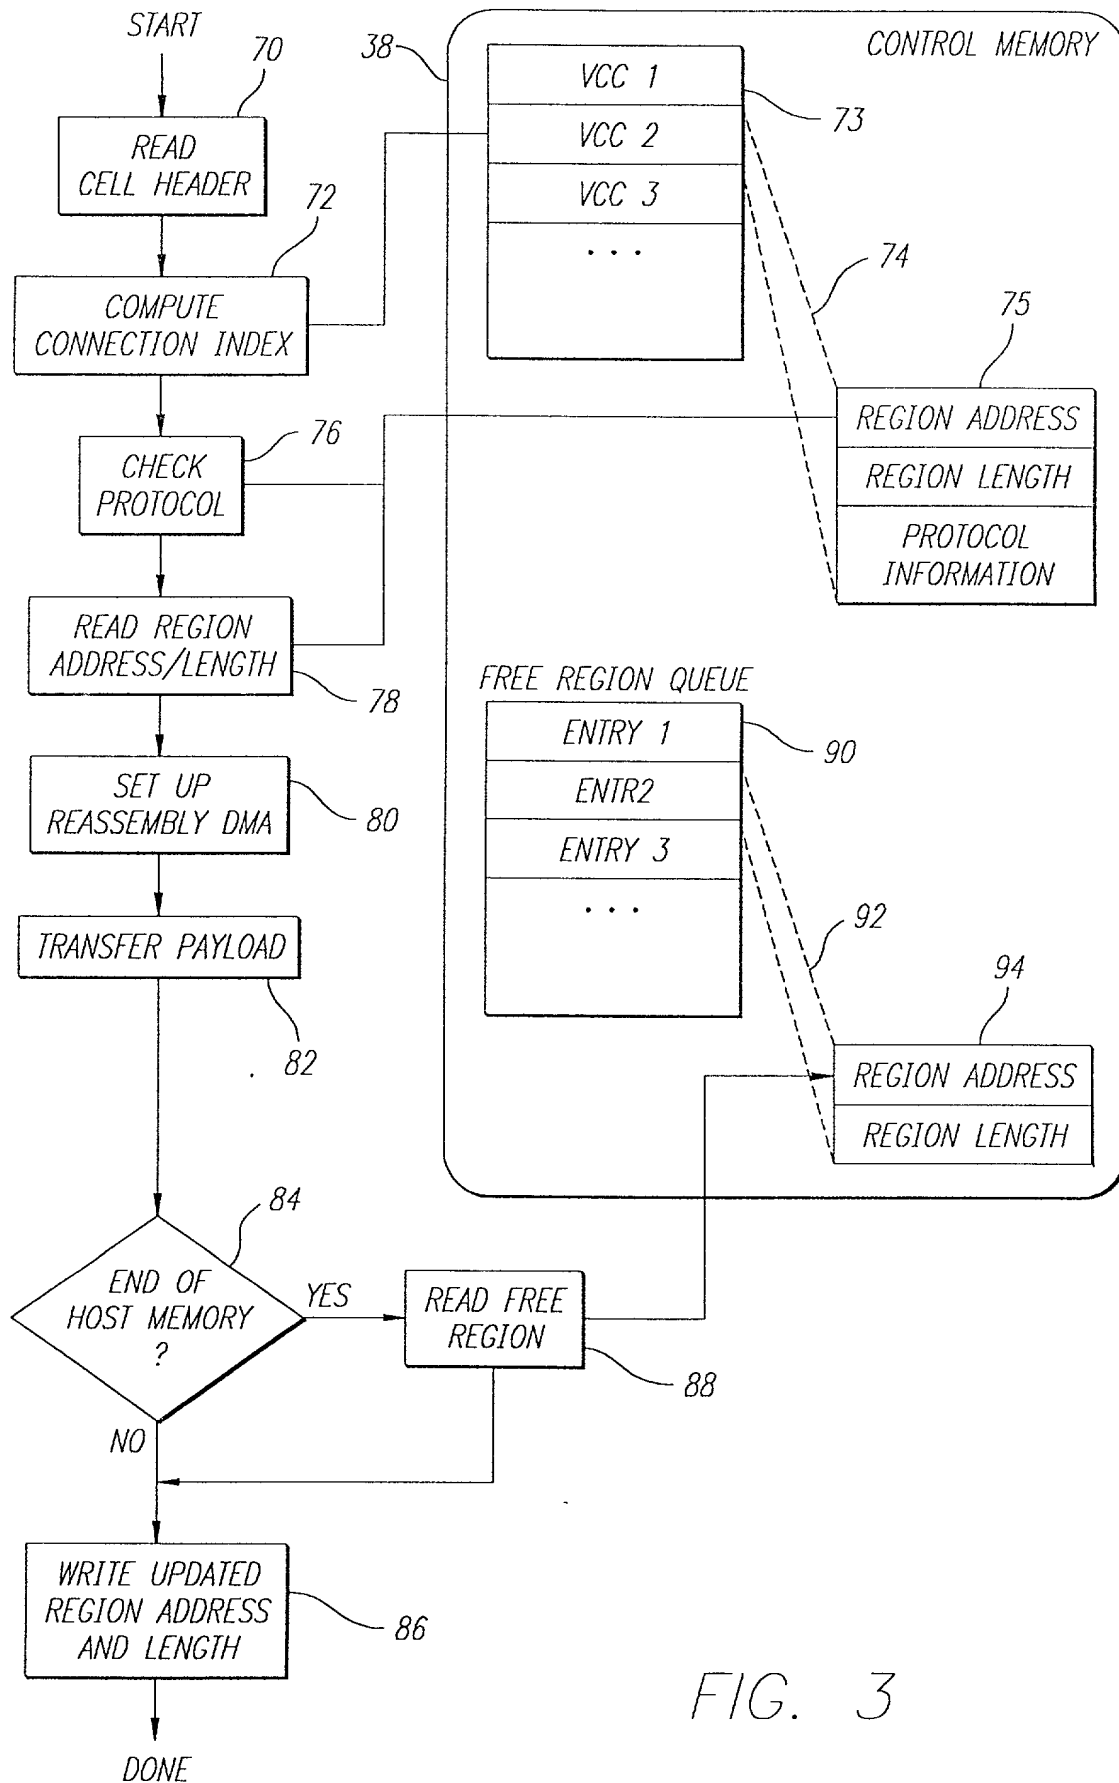 START
70
READ
CELL HEADER
72
COMPUTE
CONNECTION INDEX
76
CHECK
PROTOCOL
READ REGION
ADDRESS/LENGTH
78
SET UP
REASSEMBLY DMA
80
TRANSFER PAYLOAD
82
84
END OF
HOST MEMORY
?
YES
NO
READ FREE
REGION
88
WRITE UPDATED
REGION ADDRESS
AND LENGTH
86
DONE
38
CONTROL MEMORY
VCC 1
73
VCC 2
VCC 3
. . .
74
75
REGION ADDRESS
REGION LENGTH
PROTOCOL
INFORMATION
FREE REGION QUEUE
ENTRY 1
90
ENTR2
ENTRY 3
. . .
92
94
REGION ADDRESS
REGION LENGTH
FIG. 3